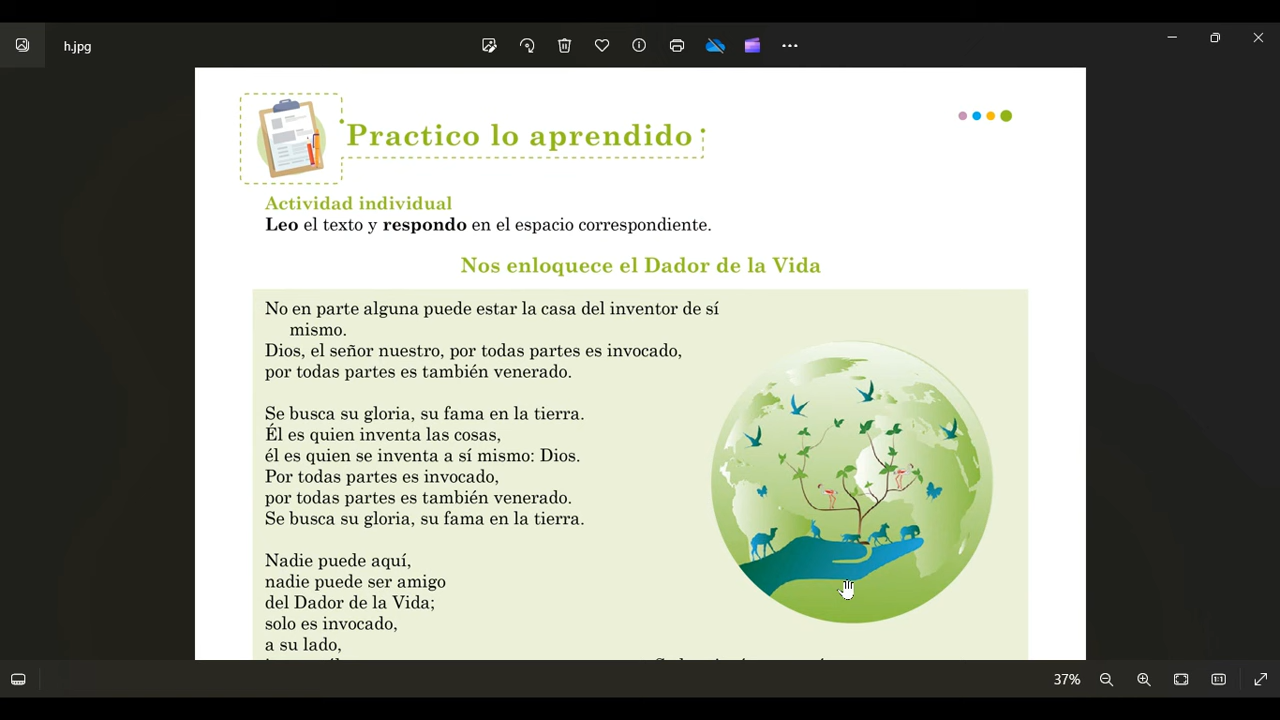 h.jpg
Practico lo aprendido
Actividad individual
Leo el texto y respondo en el espacio correspondiente.
Nos enloquece el Dador de la Vida
No en parte alguna puede estar la casa del inventor de sí
mismo.
Dios, el señor nuestro, por todas partes es invocado,
por todas partes es también venerado.
Se busca su gloria, su fama en la tierra.
Él es quien inventa las cosas,
él es quien se inventa a sí mismo: Dios.
Por todas partes es invocado,
por todas partes es también venerado.
Se busca su gloria, su fama en la tierra.
Nadie puede aquí,
nadie puede ser amigo
del Dador de la Vida;
solo es invocado,
a su lado,
37%